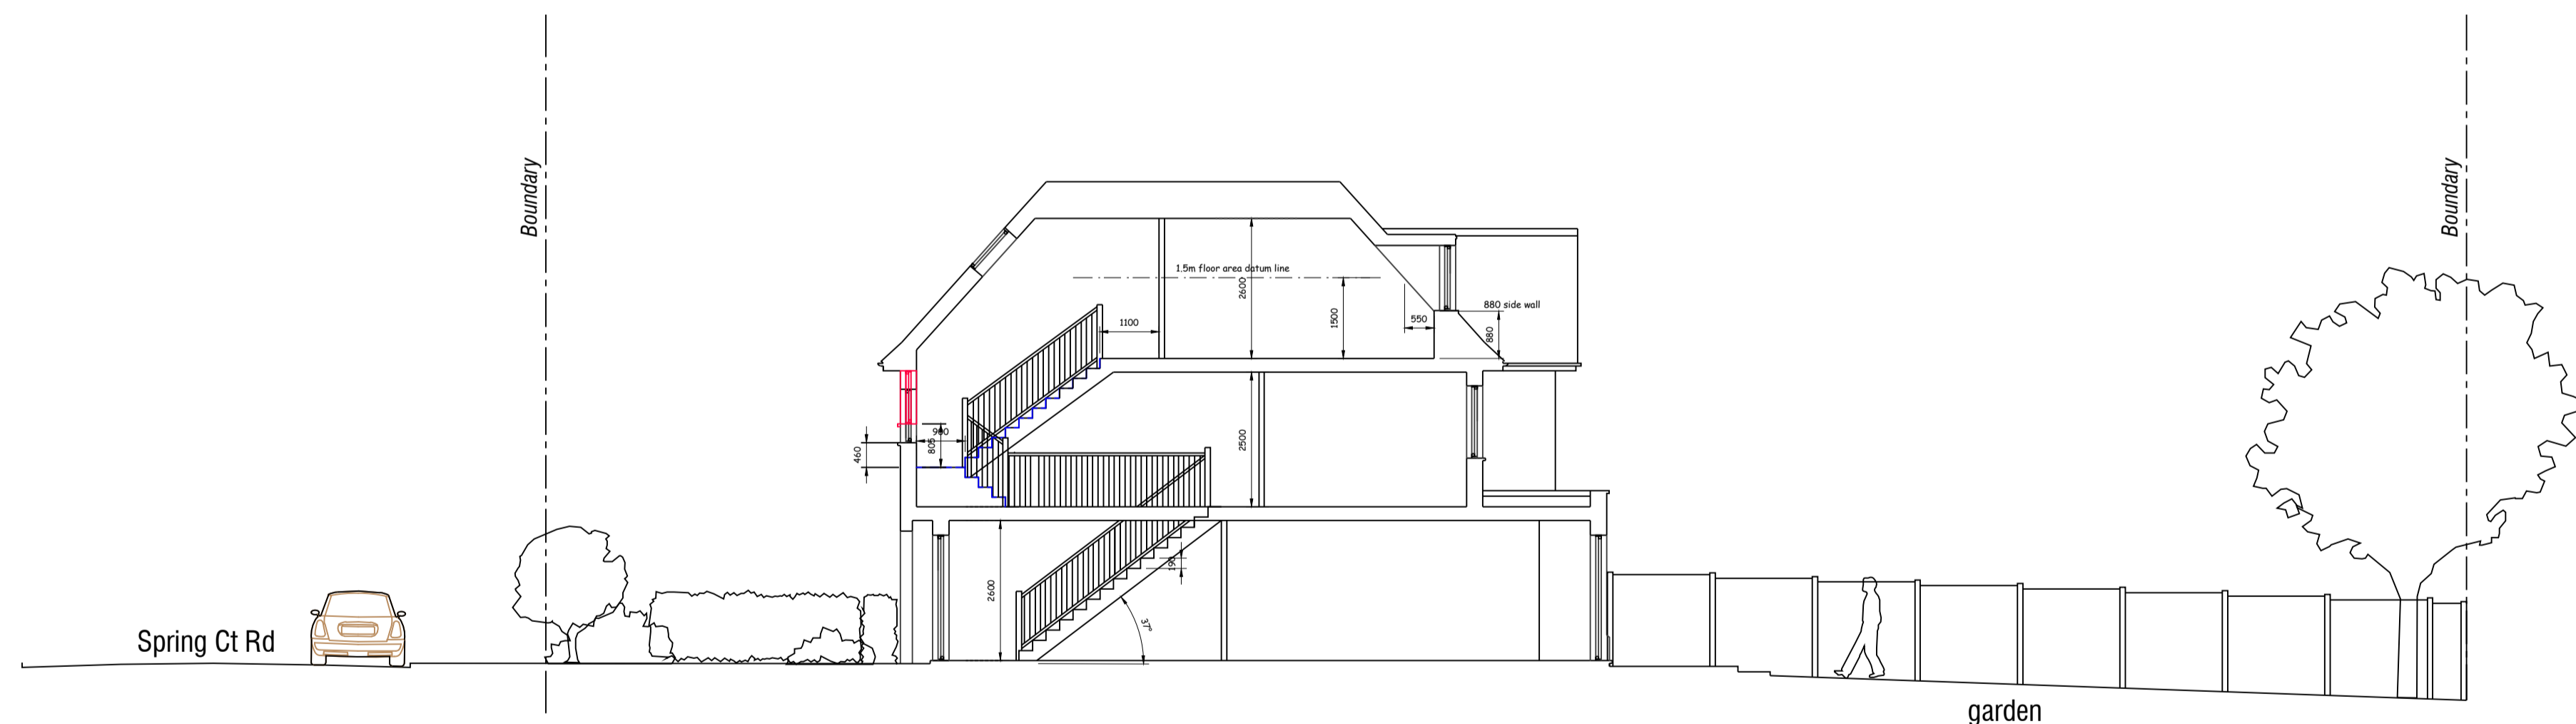 Boundary
Boundary
1.5m floor area datum line
2600
1500
550
880 side wall
880
1100
900
805
460
2500
2600
190
37°
Spring Ct Rd
garden